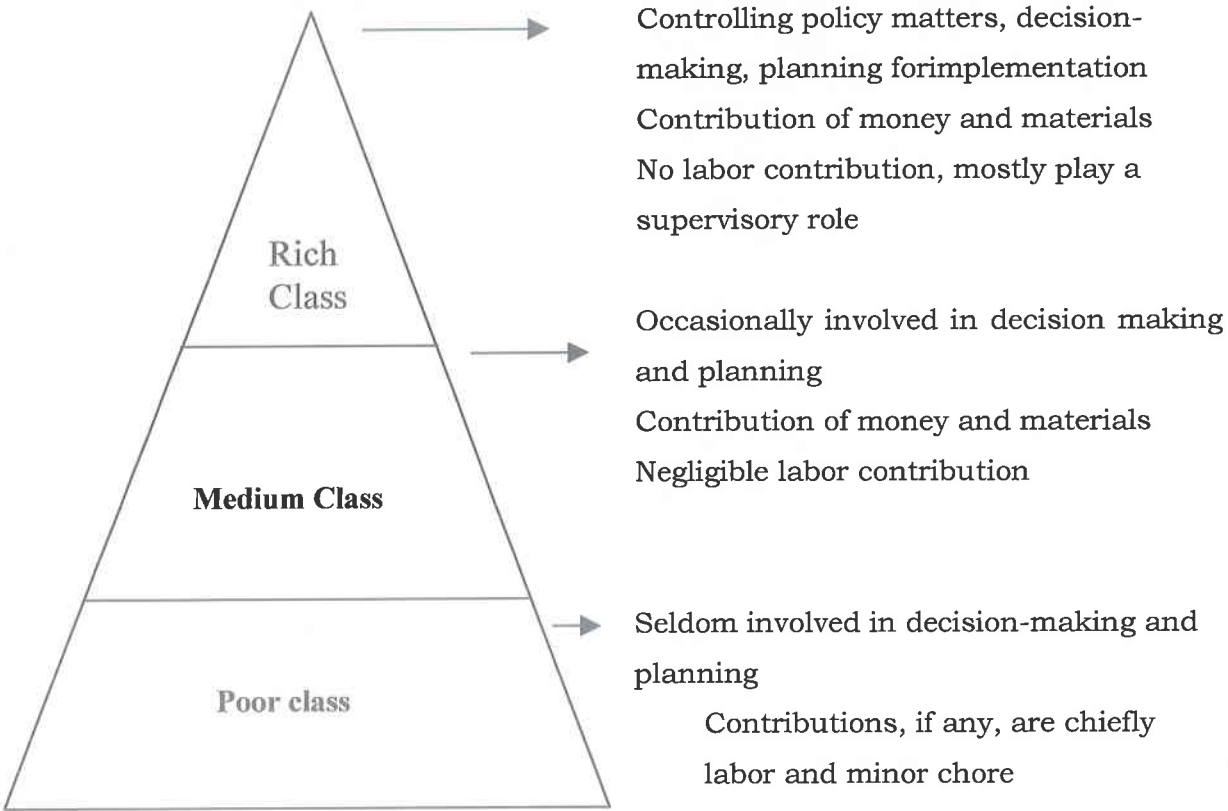 Controlling policy matters, decision-
making, planning forimplementation
Contribution of money and materials
No labor contribution, mostly play a
supervisory role
Rich
Class
Occasionally involved in decision making
and planning
Contribution of money and materials
Negligible labor contribution
Medium Class
Seldom involved in decision-making and
planning
Contributions, if any, are chiefly
labor and minor chore
Poor class